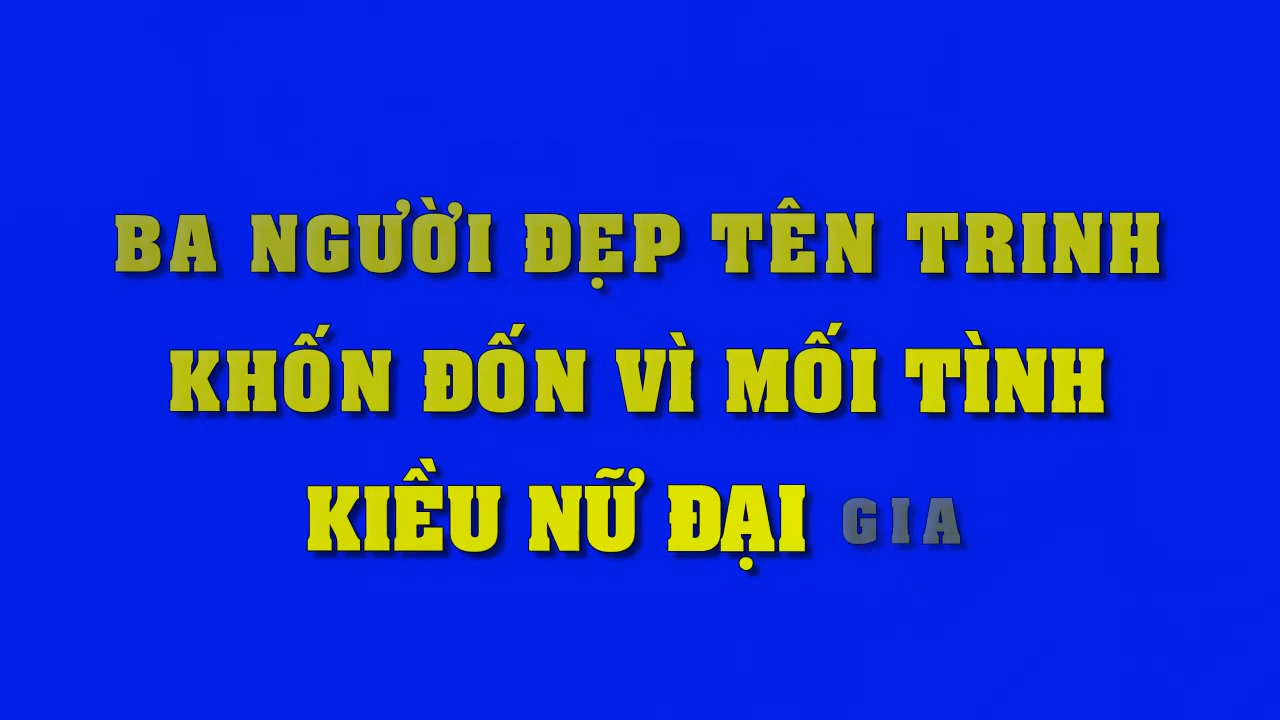 BA NGƯỜI ĐẸP TÊN TRINH
KHỐN ĐỐN VÌ MỐI TÌNH
KIỀU NỮ ĐẠI GIA